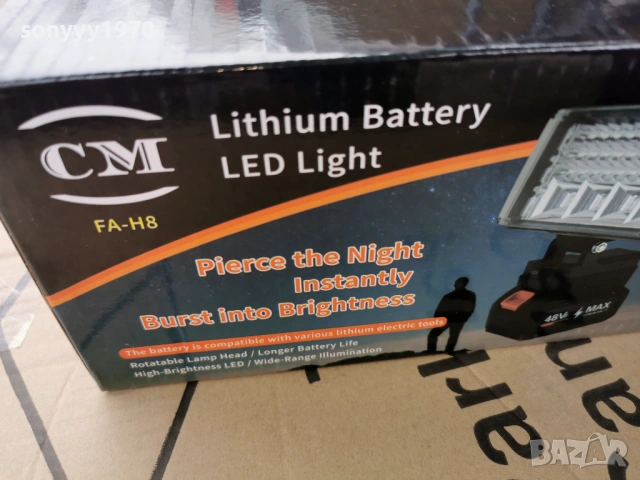 sonyyy1970
CM
FA-H8
Lithium Battery
LED Light
Pierce the Night
Instantly
Burst into Brightness
The battery is compatible with various lithium electric tools
Rotatable Lamp Head / Longer Battery Life
High-Brightness LED / Wide-Range Illumination
48V MAX
BAZAR